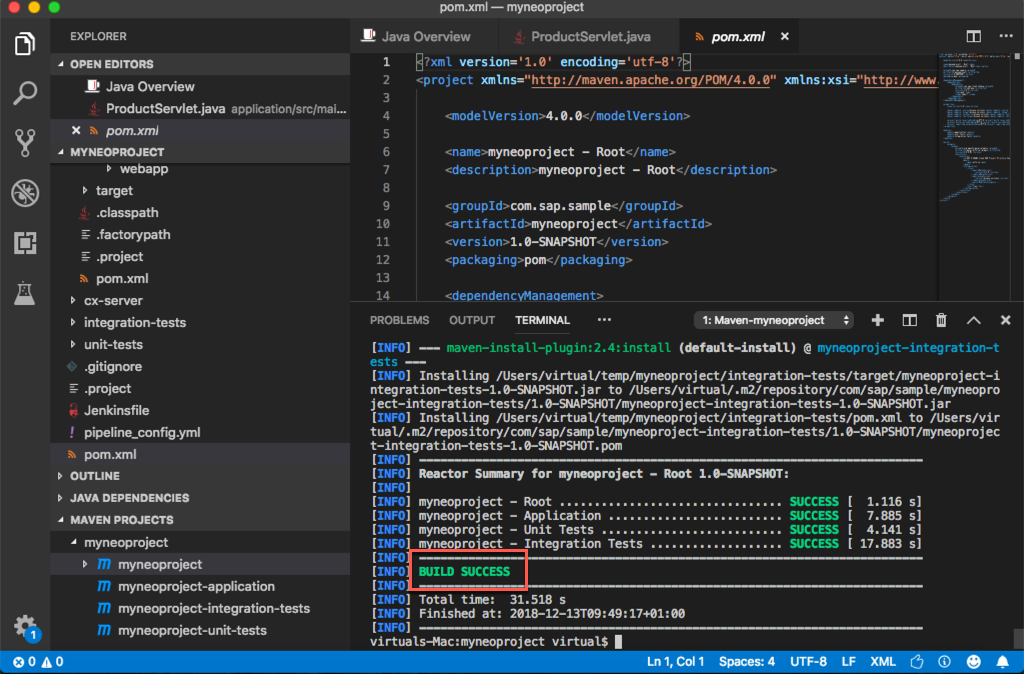 pom.xml — myneoproject
EXPLORER
OPEN EDITORS
Java Overview
ProductServlet.java application/src/mai...
pom.xml
MYNEOPROJECT
webapp
target
.classpath
.factorypath
.project
pom.xml
cx-server
integration-tests
unit-tests
.gitignore
.project
Jenkinsfile
pipeline_config.yml
pom.xml
OUTLINE
JAVA DEPENDENCIES
MAVEN PROJECTS
myneoproject
myneoproject
myneoproject-application
myneoproject-integration-tests
myneoproject-unit-tests
1
Java Overview ProductServlet.java pom.xml
1 <?xml version='1.0' encoding='utf-8'?>
2 <project xmlns="http://maven.apache.org/POM/4.0.0" xmlns:xsi="http://www.
3
4 <modelVersion>4.0.0</modelVersion>
5
6 <name>myneoproject - Root</name>
7 <description>myneoproject - Root</description>
8
9 <groupId>com.sap.sample</groupId>
10 <artifactId>myneoproject</artifactId>
11 <version>1.0-SNAPSHOT</version>
12 <packaging>pom</packaging>
13
14 <dependencyManagement>
PROBLEMS OUTPUT TERMINAL ••• 1: Maven-myneoproject
[INFO] --- maven-install-plugin:2.4:install (default-install) @ myneoproject-integration-t
ests ---
[INFO] Installing /Users/virtual/temp/myneoproject/integration-tests/target/myneoproject-i
ntegration-tests-1.0-SNAPSHOT.jar to /Users/virtual/.m2/repository/com/sap/sample/myneopro
ject-integration-tests/1.0-SNAPSHOT/myneoproject-integration-tests-1.0-SNAPSHOT.jar
[INFO] Installing /Users/virtual/temp/myneoproject/integration-tests/pom.xml to /Users/vir
tual/.m2/repository/com/sap/sample/myneoproject-integration-tests/1.0-SNAPSHOT/myneoprojec
t-integration-tests-1.0-SNAPSHOT.pom
[INFO] ------------------------------------------------------------------------
[INFO] Reactor Summary for myneoproject - Root 1.0-SNAPSHOT:
[INFO]
[INFO] myneoproject - Root ................................ SUCCESS [  1.116 s]
[INFO] myneoproject - Application ......................... SUCCESS [  7.885 s]
[INFO] myneoproject - Unit Tests .......................... SUCCESS [  4.141 s]
[INFO] myneoproject - Integration Tests ................... SUCCESS [ 17.883 s]
[INFO] ------------------------------------------------------------------------
[INFO] BUILD SUCCESS
[INFO] ------------------------------------------------------------------------
[INFO] Total time:  31.518 s
[INFO] Finished at: 2018-12-13T09:49:17+01:00
[INFO] ------------------------------------------------------------------------
virtuals-Mac:myneoproject virtual$
0 0 Ln 1, Col 1 Spaces: 4 UTF-8 LF XML